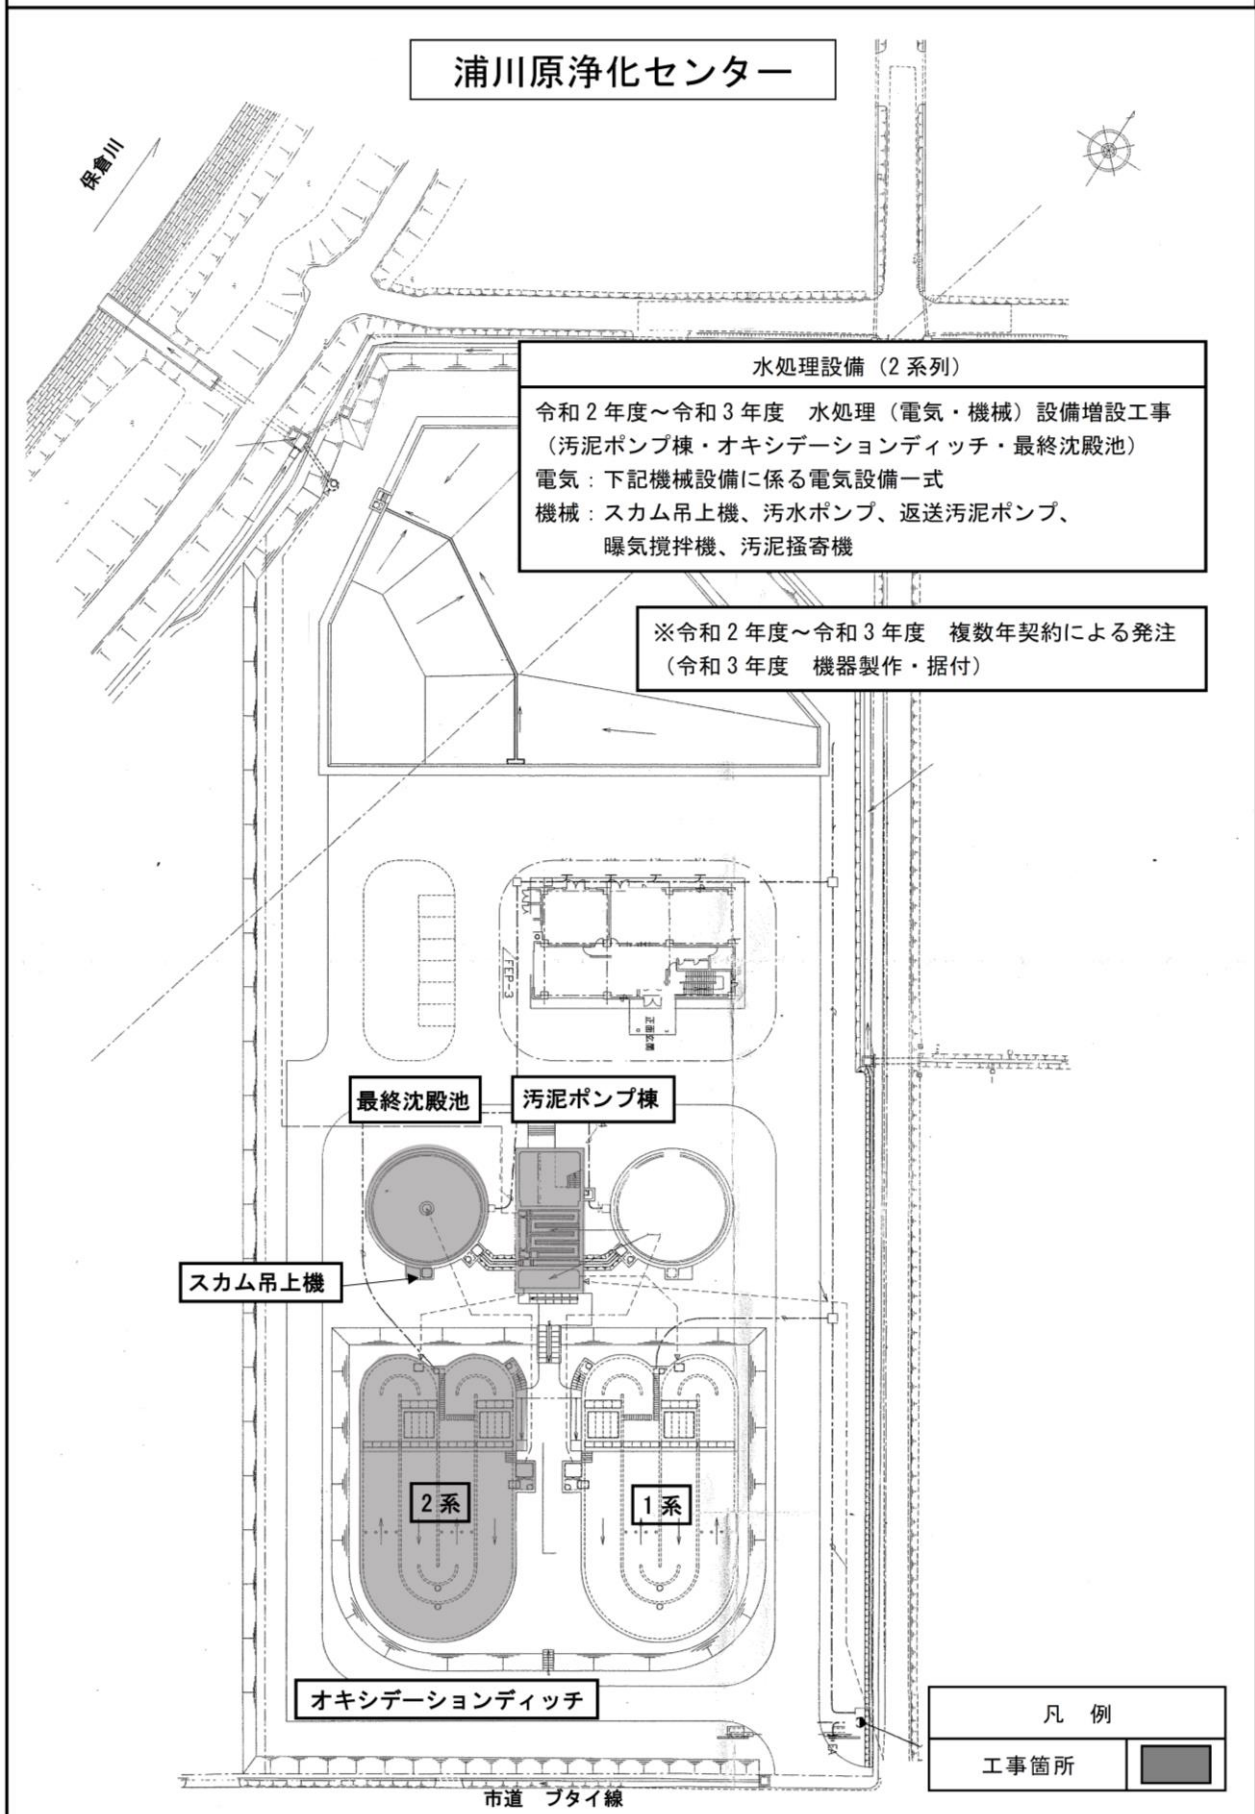 浦川原浄化センター
保倉川
水処理設備（2系列）
令和2年度～令和3年度　水処理（電気・機械）設備増設工事
（汚泥ポンプ棟・オキシデーションディッチ・最終沈殿池）
電気：下記機械設備に係る電気設備一式
機械：スカム吊上機、汚水ポンプ、返送汚泥ポンプ、
曝気撹拌機、汚泥掻寄機
※令和2年度～令和3年度　複数年契約による発注
（令和3年度　機器製作・据付）
FEP-3
正面玄関
最終沈殿池
汚泥ポンプ棟
スカム吊上機
2系
1系
オキシデーションディッチ
凡　例
工事箇所
市道　ブタイ線